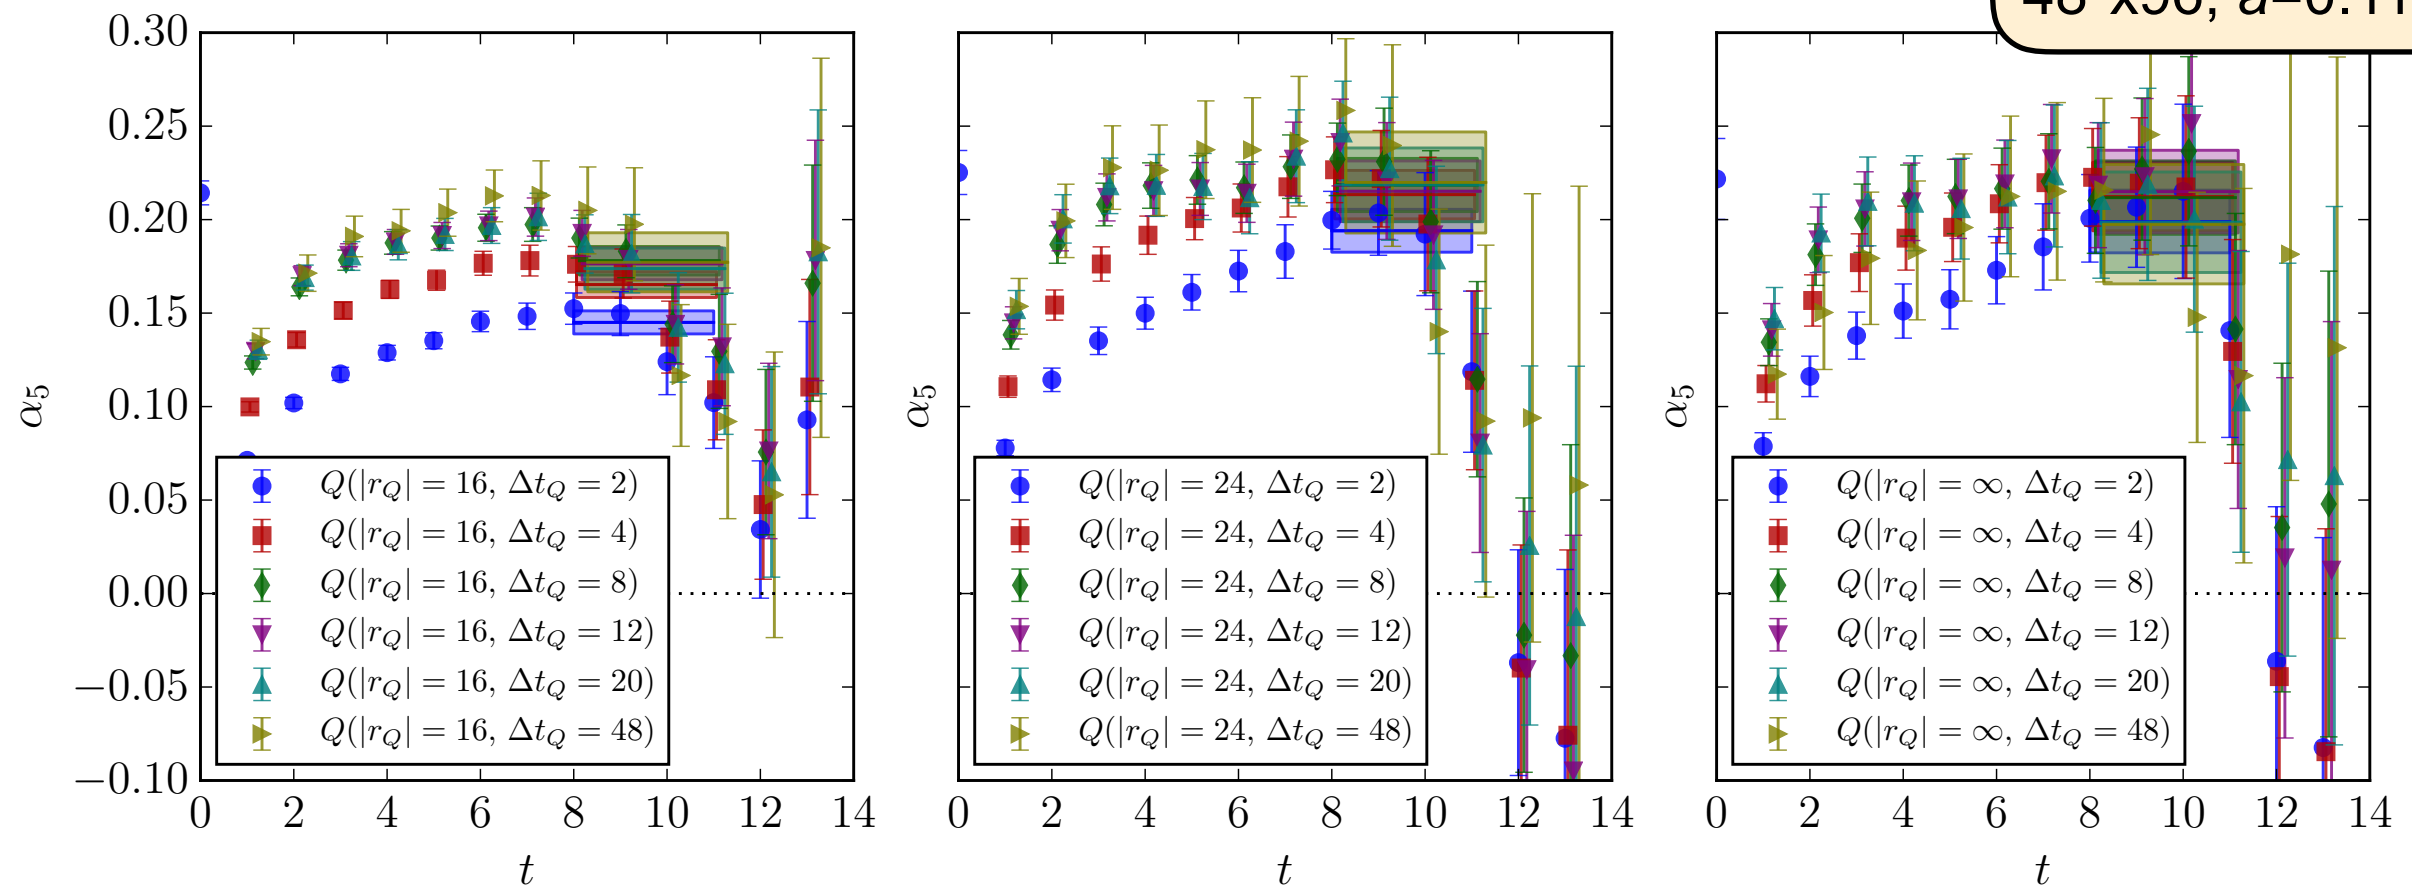 48 x96, a=0.11
0.30
0.25
0.20
0.15
0.10
0.05
0.00
−0.05
−0.10
α5
Q(|rQ| = 16, ΔtQ = 2)
Q(|rQ| = 16, ΔtQ = 4)
Q(|rQ| = 16, ΔtQ = 8)
Q(|rQ| = 16, ΔtQ = 12)
Q(|rQ| = 16, ΔtQ = 20)
Q(|rQ| = 16, ΔtQ = 48)
0 2 4 6 8 10 12 14
t
α5
Q(|rQ| = 24, ΔtQ = 2)
Q(|rQ| = 24, ΔtQ = 4)
Q(|rQ| = 24, ΔtQ = 8)
Q(|rQ| = 24, ΔtQ = 12)
Q(|rQ| = 24, ΔtQ = 20)
Q(|rQ| = 24, ΔtQ = 48)
0 2 4 6 8 10 12 14
t
α5
Q(|rQ| = ∞, ΔtQ = 2)
Q(|rQ| = ∞, ΔtQ = 4)
Q(|rQ| = ∞, ΔtQ = 8)
Q(|rQ| = ∞, ΔtQ = 12)
Q(|rQ| = ∞, ΔtQ = 20)
Q(|rQ| = ∞, ΔtQ = 48)
0 2 4 6 8 10 12 14
t